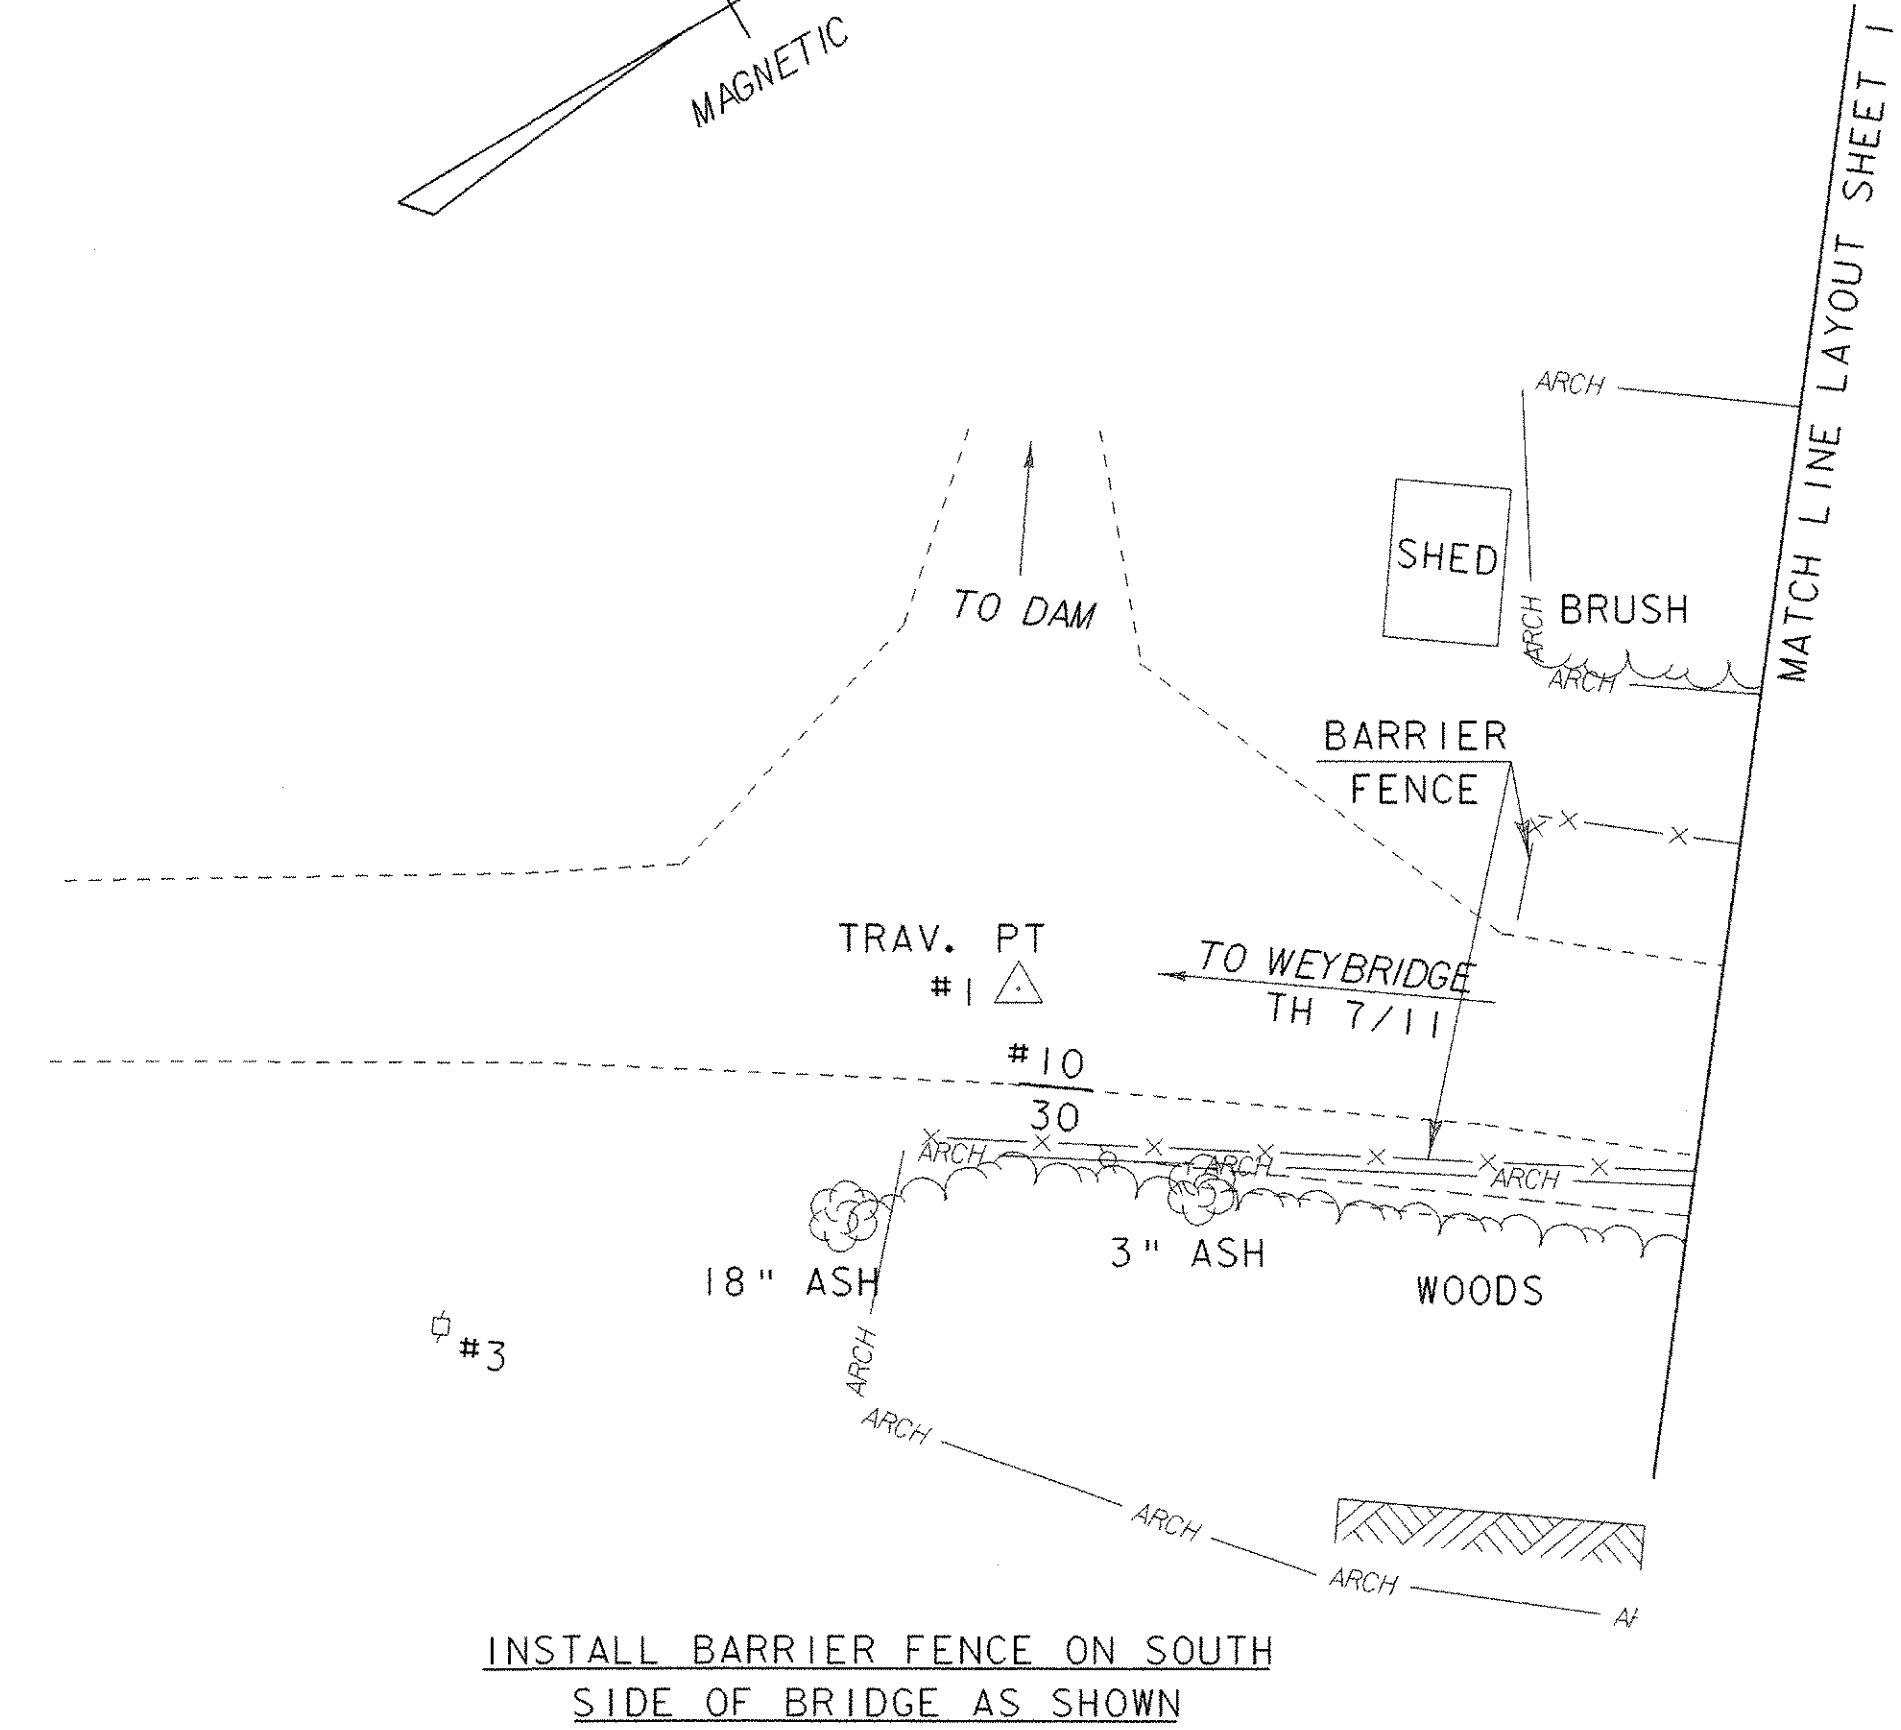 MAGNETIC
MATCH LINE LAYOUT SHEET 1
ARCH
SHED
ARCH
BRUSH
ARCH
TO DAM
BARRIER
FENCE
TRAV. PT
#1
TO WEYBRIDGE
TH 7/11
#10
30
ARCH
ARCH
ARCH
18" ASH
3" ASH
WOODS
#3
ARCH
ARCH
ARCH
ARCH
INSTALL BARRIER FENCE ON SOUTH
SIDE OF BRIDGE AS SHOWN